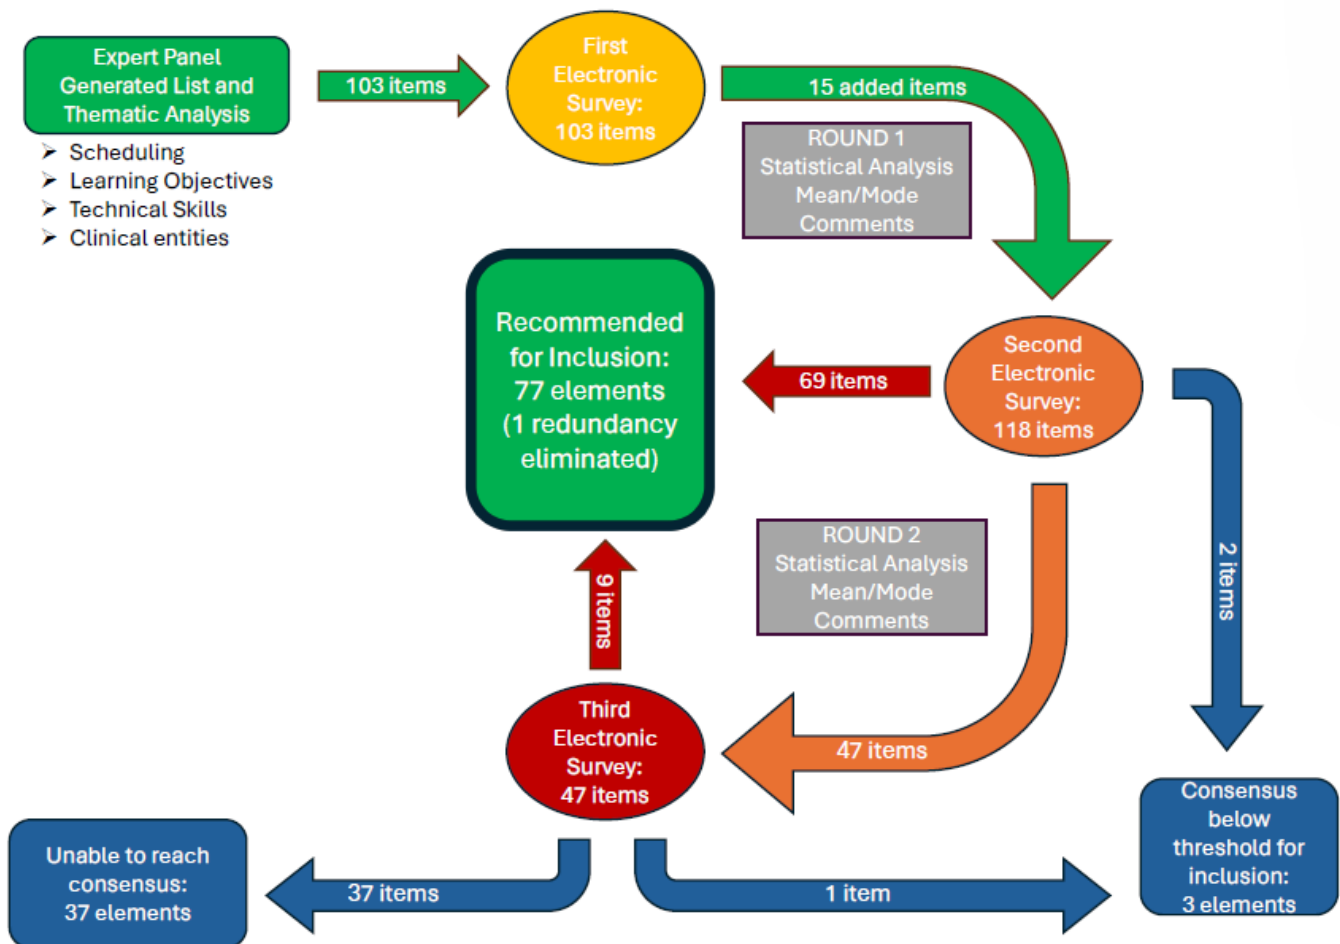 Expert Panel
Generated List and
Thematic Analysis
➢ Scheduling
➢ Learning Objectives
➢ Technical Skills
➢ Clinical entities
103 items
First
Electronic
Survey:
103 items
15 added items
ROUND 1
Statistical Analysis
Mean/Mode
Comments
Second
Electronic
Survey:
118 items
69 items
Recommended
for Inclusion:
77 elements
(1 redundancy
eliminated)
2 items
ROUND 2
Statistical Analysis
Mean/Mode
Comments
47 items
9 items
Third
Electronic
Survey:
47 items
37 items
Unable to reach
consensus:
37 elements
1 item
Consensus
below
threshold for
inclusion:
3 elements